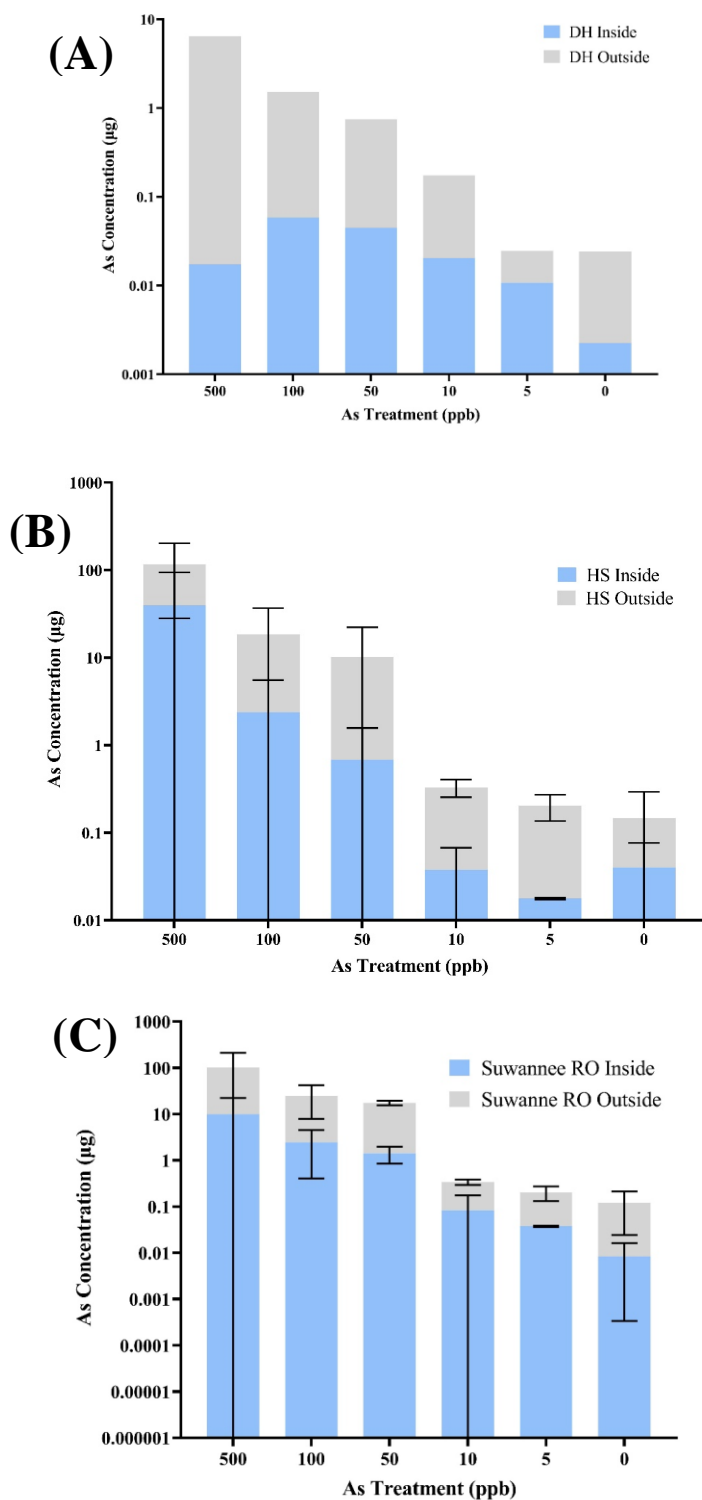 (A)
DH Inside
DH Outside
As Concentration (μg)
10
1
0.1
0.01
0.001
500 100 50 10 5 0
As Treatment (ppb)
(B)
HS Inside
HS Outside
As Concentration (μg)
1000
100
10
1
0.1
0.01
500 100 50 10 5 0
As Treatment (ppb)
(C)
Suwannee RO Inside
Suwanne RO Outside
As Concentration (μg)
1000
100
10
1
0.1
0.01
0.001
0.0001
0.00001
0.000001
500 100 50 10 5 0
As Treatment (ppb)